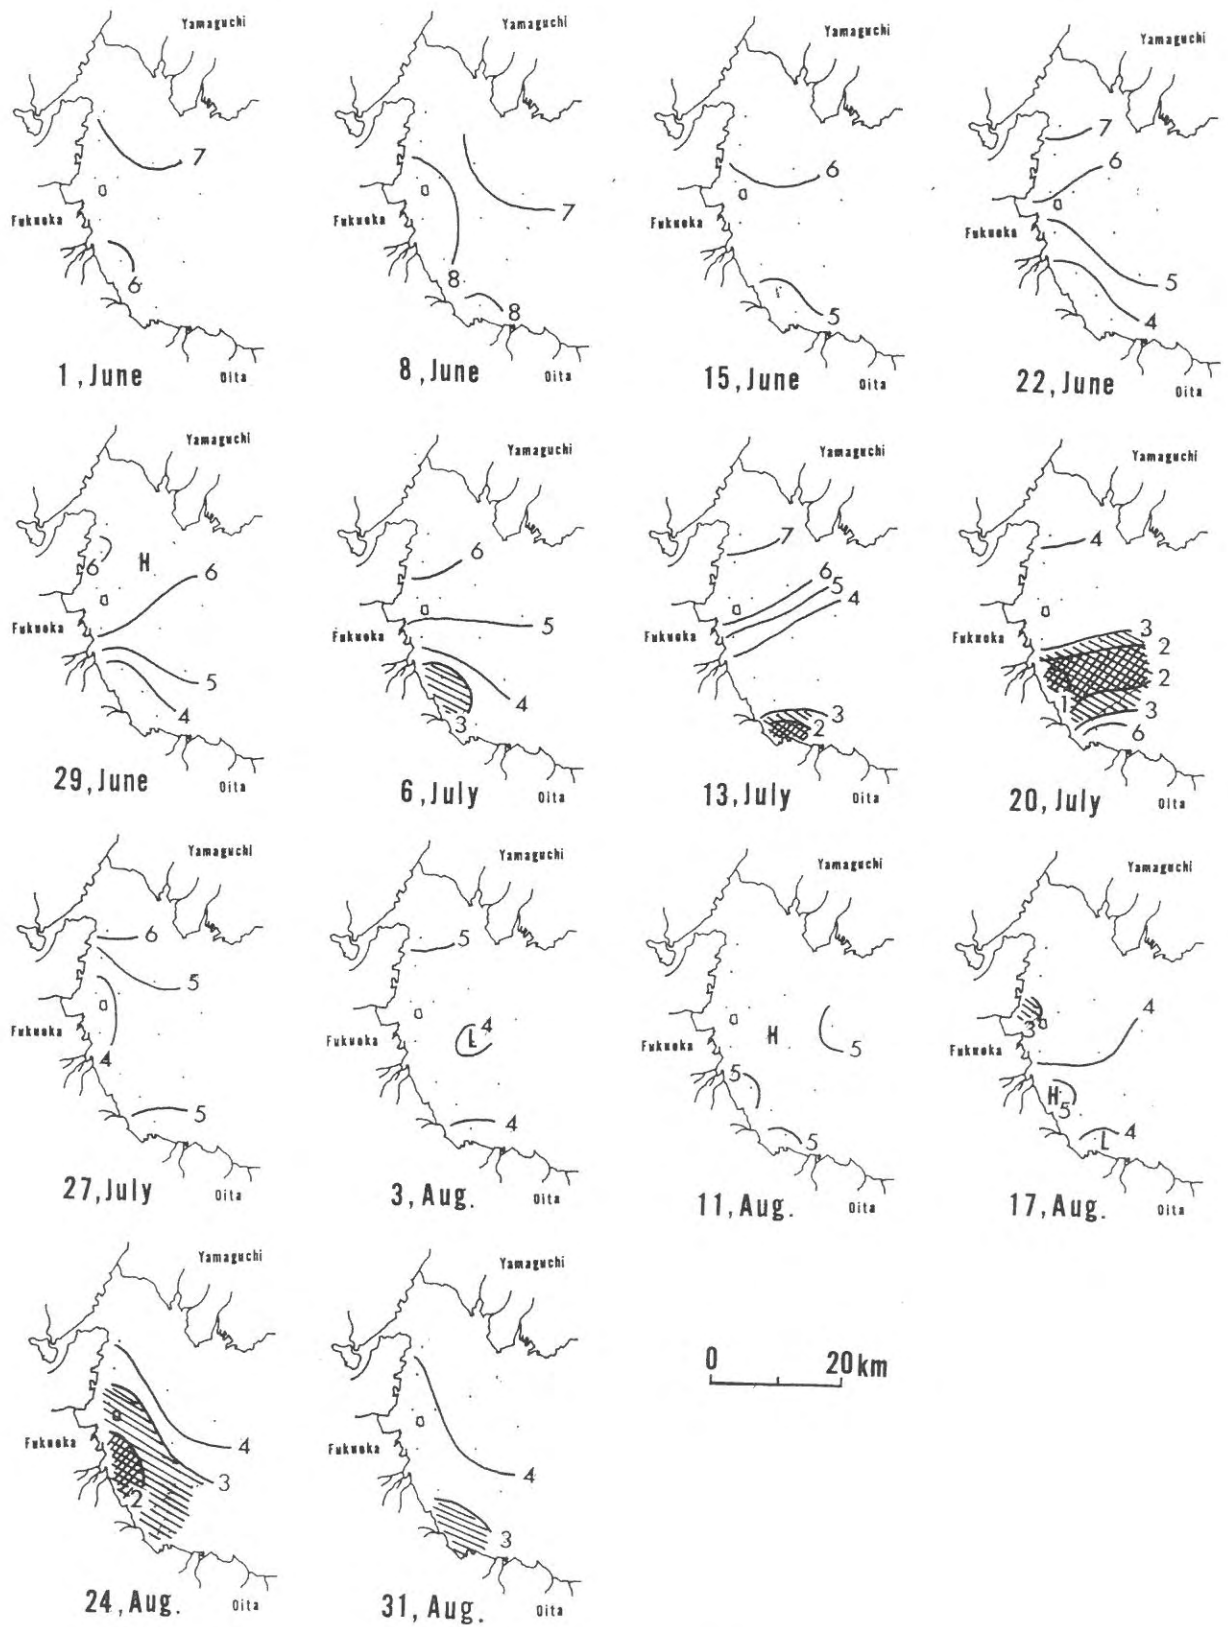 Yamaguchi
7
Fukuoka
6
1, June
Oita
Yamaguchi
7
8
8
8, June
Oita
Yamaguchi
6
Fukuoka
5
15, June
Oita
Yamaguchi
7
6
Fukuoka
5
4
22, June
Oita
Yamaguchi
6
H
6
Fukuoka
5
4
29, June
Oita
Yamaguchi
6
5
Fukuoka
4
3
6, July
Oita
Yamaguchi
7
6
5
4
Fukuoka
3
2
13, July
Oita
Yamaguchi
4
Fukuoka
3
2
2
1
3
6
20, July
Oita
Yamaguchi
6
5
Fukuoka
4
5
27, July
Oita
Yamaguchi
5
4
L
Fukuoka
4
3, Aug.
Oita
Yamaguchi
H
5
Fukuoka
5
5
11, Aug.
Oita
Yamaguchi
4
3
Fukuoka
H
5
4
L
17, Aug.
Oita
Yamaguchi
4
Fukuoka
3
2
24, Aug.
Oita
Yamaguchi
Fukuoka
4
3
31, Aug.
Oita
0 20km